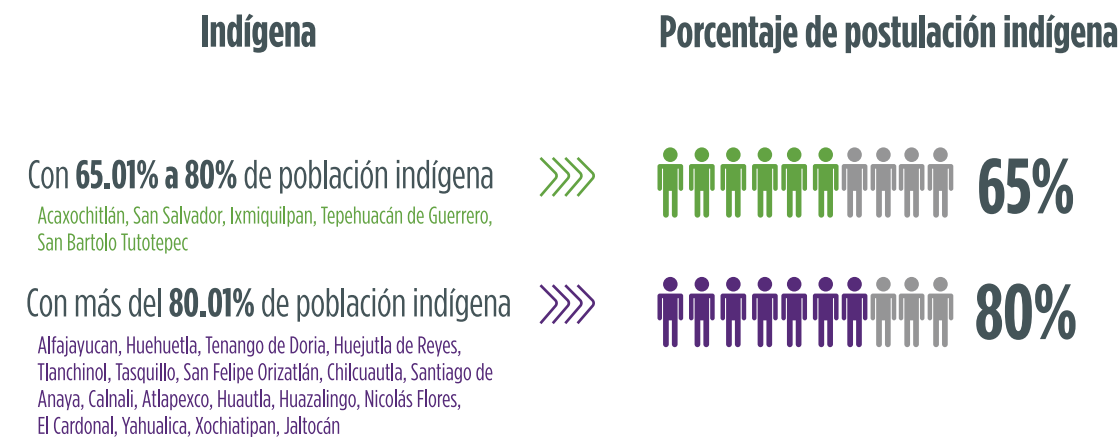 Indígena
Porcentaje de postulación indígena
Con 65.01% a 80% de población indígena
Acaxochitlán, San Salvador, Ixmiquilpan, Tepehuacán de Guerrero,
San Bartolo Tutotepec
65%
Con más del 80.01% de población indígena
Alfajayucan, Huehuetla, Tenango de Doria, Huejutla de Reyes,
Tlanchinol, Tasquillo, San Felipe Orizatlán, Chilcuautla, Santiago de
Anaya, Calnali, Atlapexco, Huautla, Huazalingo, Nicolás Flores,
El Cardonal, Yahualica, Xochiatipan, Jaltocán
80%